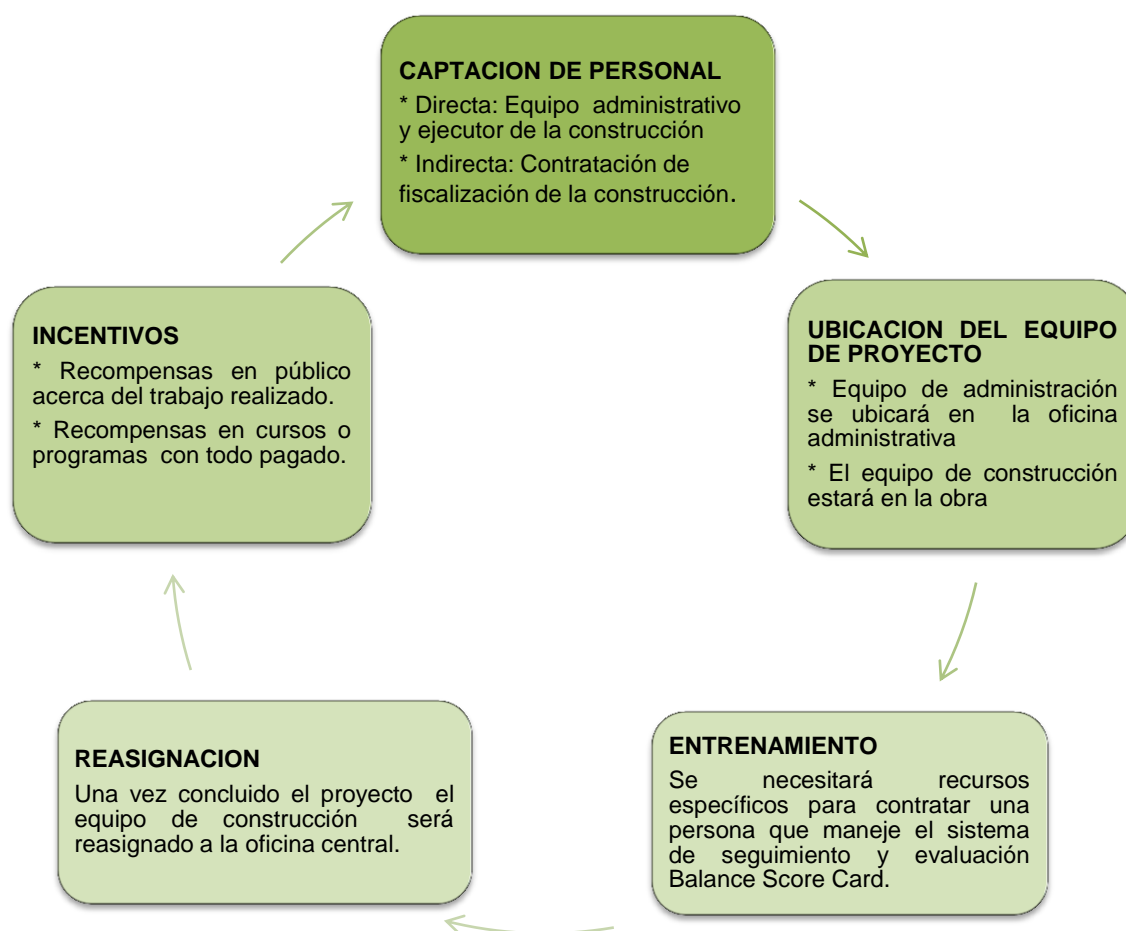 CAPTACION DE PERSONAL
* Directa: Equipo administrativo
y ejecutor de la construcción
* Indirecta: Contratación de
fiscalización de la construcción.
UBICACION DEL EQUIPO
DE PROYECTO
* Equipo de administración
se ubicará en la oficina
administrativa
* El equipo de construcción
estará en la obra
ENTRENAMIENTO
Se necesitará recursos
específicos para contratar una
persona que maneje el sistema
de seguimiento y evaluación
Balance Score Card.
REASIGNACION
Una vez concluido el proyecto el
equipo de construcción será
reasignado a la oficina central.
INCENTIVOS
* Recompensas en público
acerca del trabajo realizado.
* Recompensas en cursos o
programas con todo pagado.